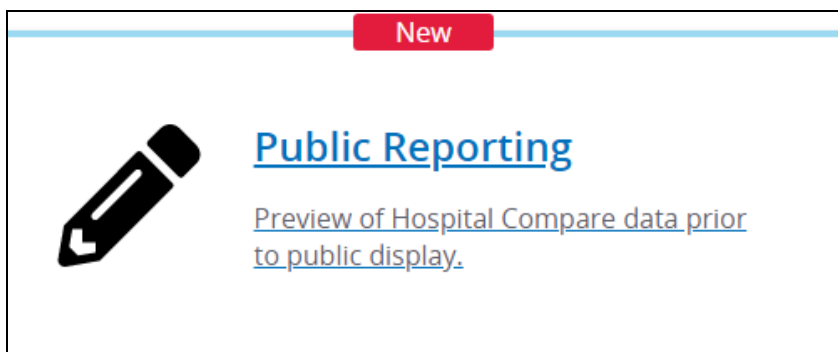 New
Public Reporting
Preview of Hospital Compare data prior
to public display.